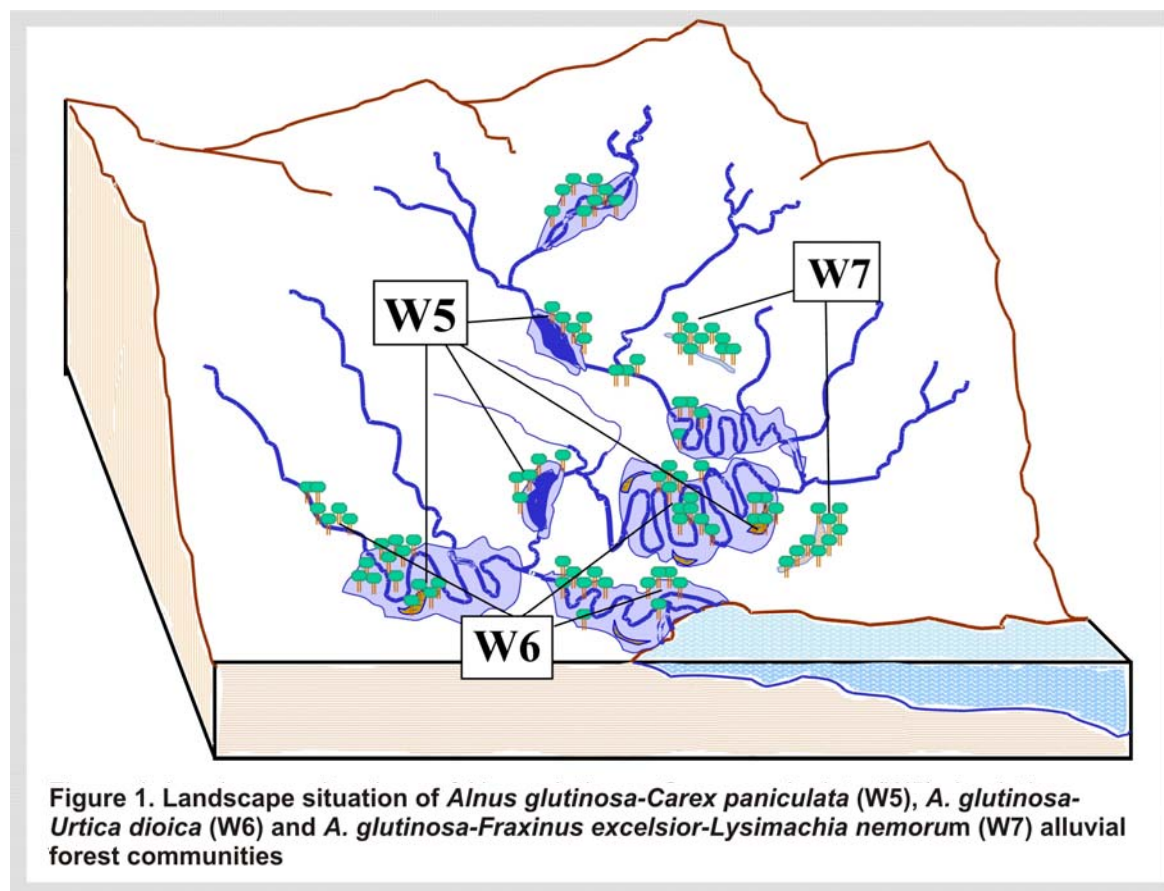 W7
W5
W6
Figure 1. Landscape situation of Alnus glutinosa-Carex paniculata (W5), A. glutinosa-
Urtica dioica (W6) and A. glutinosa-Fraxinus excelsior-Lysimachia nemorum (W7) alluvial
forest communities